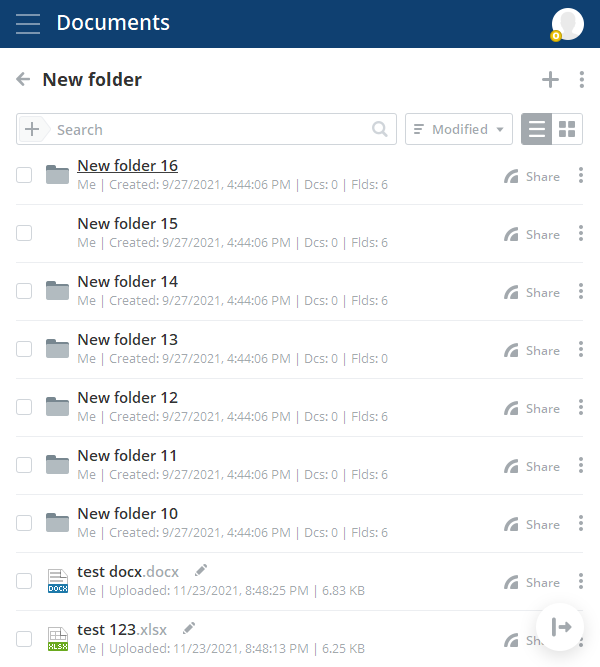 Documents
0
New folder
Search
Modified
New folder 16
Me | Created: 9/27/2021, 4:44:06 PM | Dcs: 0 | Flds: 6
Share
New folder 15
Me | Created: 9/27/2021, 4:44:06 PM | Dcs: 0 | Flds: 6
Share
New folder 14
Me | Created: 9/27/2021, 4:44:06 PM | Dcs: 0 | Flds: 6
Share
New folder 13
Me | Created: 9/27/2021, 4:44:06 PM | Dcs: 0 | Flds: 0
Share
New folder 12
Me | Created: 9/27/2021, 4:44:06 PM | Dcs: 0 | Flds: 6
Share
New folder 11
Me | Created: 9/27/2021, 4:44:06 PM | Dcs: 0 | Flds: 6
Share
New folder 10
Me | Created: 9/27/2021, 4:44:06 PM | Dcs: 0 | Flds: 6
Share
DOCX
test docx.docx
Me | Uploaded: 11/23/2021, 8:48:25 PM | 6.83 KB
Share
XLSX
test 123.xlsx
Me | Uploaded: 11/23/2021, 8:48:13 PM | 6.25 KB
Sha